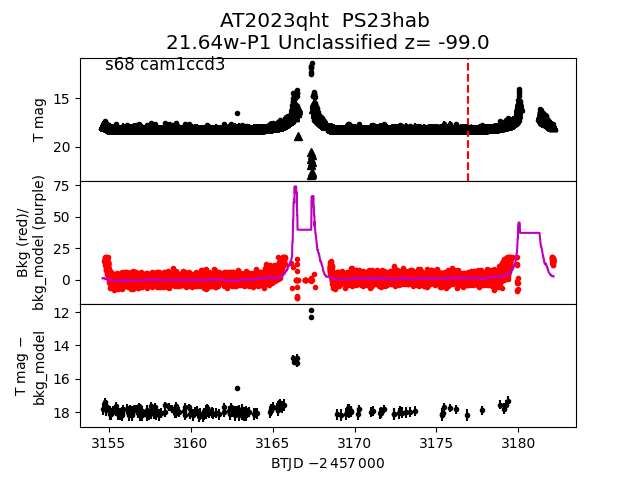 AT2023qht  PS23hab
21.64w-P1 Unclassified z= -99.0
s68 cam1ccd3
T mag
15
20
Bkg (red)/
bkg_model (purple)
75
50
25
0
T mag −
bkg_model
12
14
16
18
3155 3160 3165 3170 3175 3180
BTJD −2 457 000